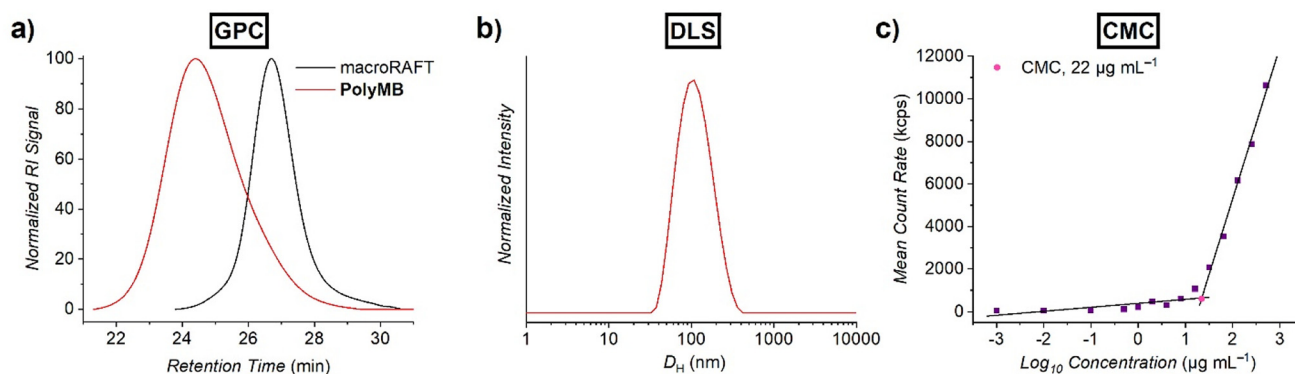 a)
GPC
macroRAFT
PolyMB
100
80
60
40
20
0
Normalized RI Signal
22 24 26 28 30
Retention Time (min)
b)
DLS
Normalized Intensity
1 10 100 1000 10000
D_H (nm)
c)
CMC
CMC, 22 µg mL⁻¹
12000
10000
8000
6000
4000
2000
0
Mean Count Rate (kcps)
-3 -2 -1 0 1 2 3
Log₁₀ Concentration (µg mL⁻¹)